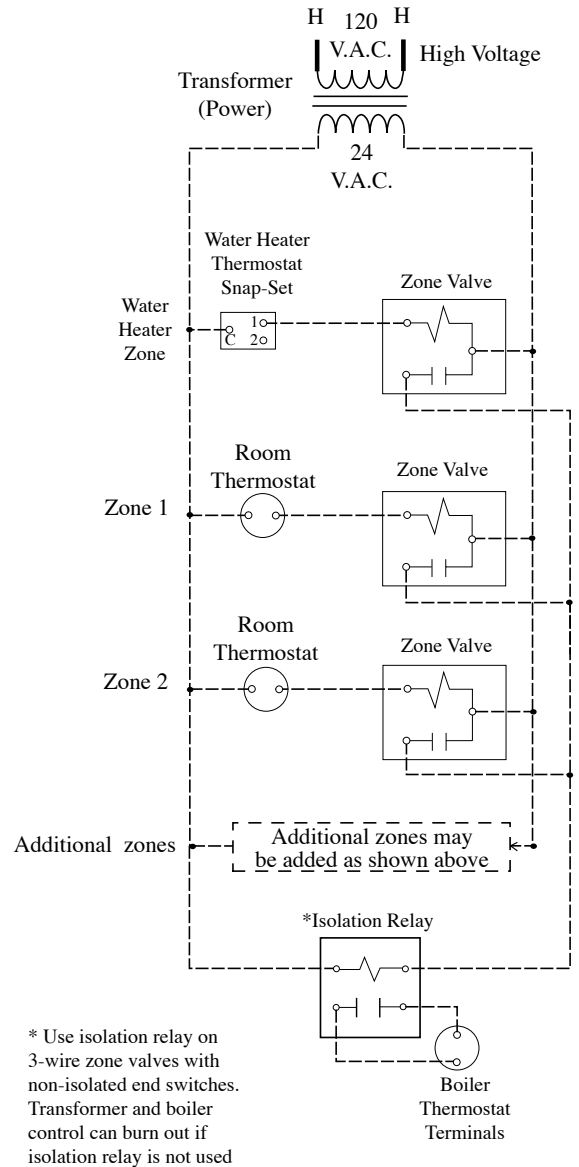 H 120 H
V.A.C. High Voltage
Transformer
(Power)
24
V.A.C.
Water Heater
Thermostat
Snap-Set
Zone Valve
Water
Heater
Zone
1
C 2
Room
Thermostat
Zone Valve
Zone 1
Room
Thermostat
Zone Valve
Zone 2
Additional zones
Additional zones may
be added as shown above
*Isolation Relay
* Use isolation relay on
3-wire zone valves with
non-isolated end switches.
Transformer and boiler
control can burn out if
isolation relay is not used
Boiler
Thermostat
Terminals